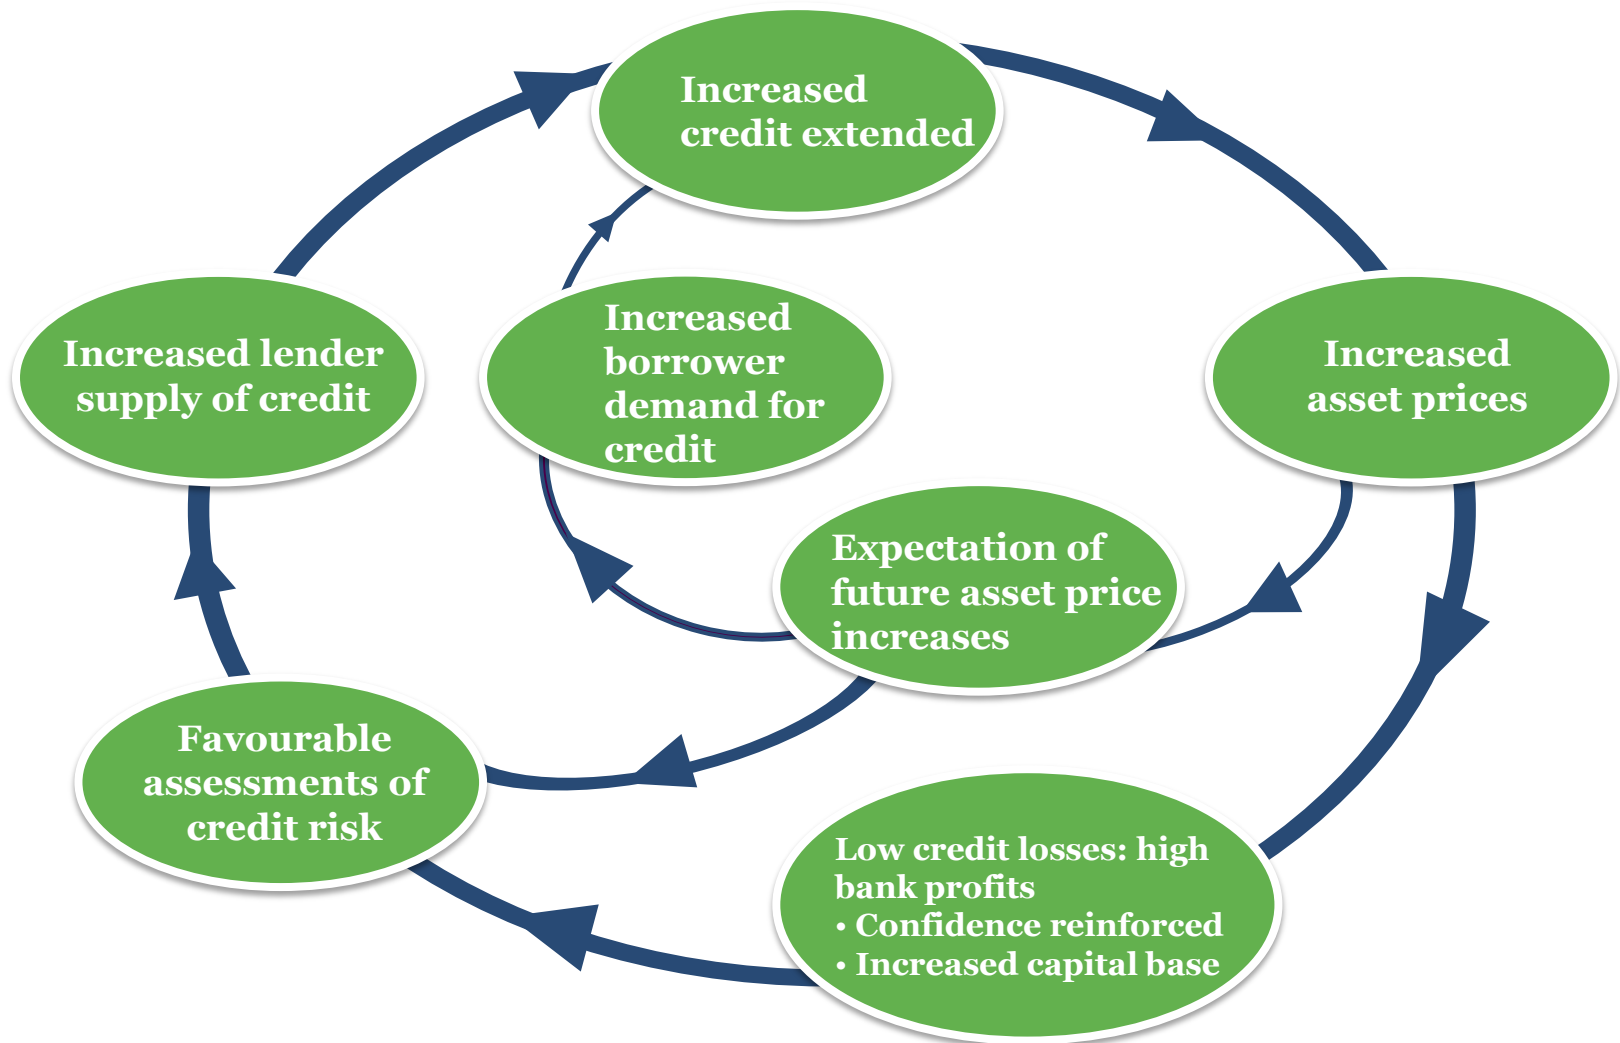 Increased
credit extended
Increased lender
supply of credit
Increased
borrower
demand for
credit
Increased
asset prices
Expectation of
future asset price
increases
Favourable
assessments of
credit risk
Low credit losses: high
bank profits
• Confidence reinforced
• Increased capital base